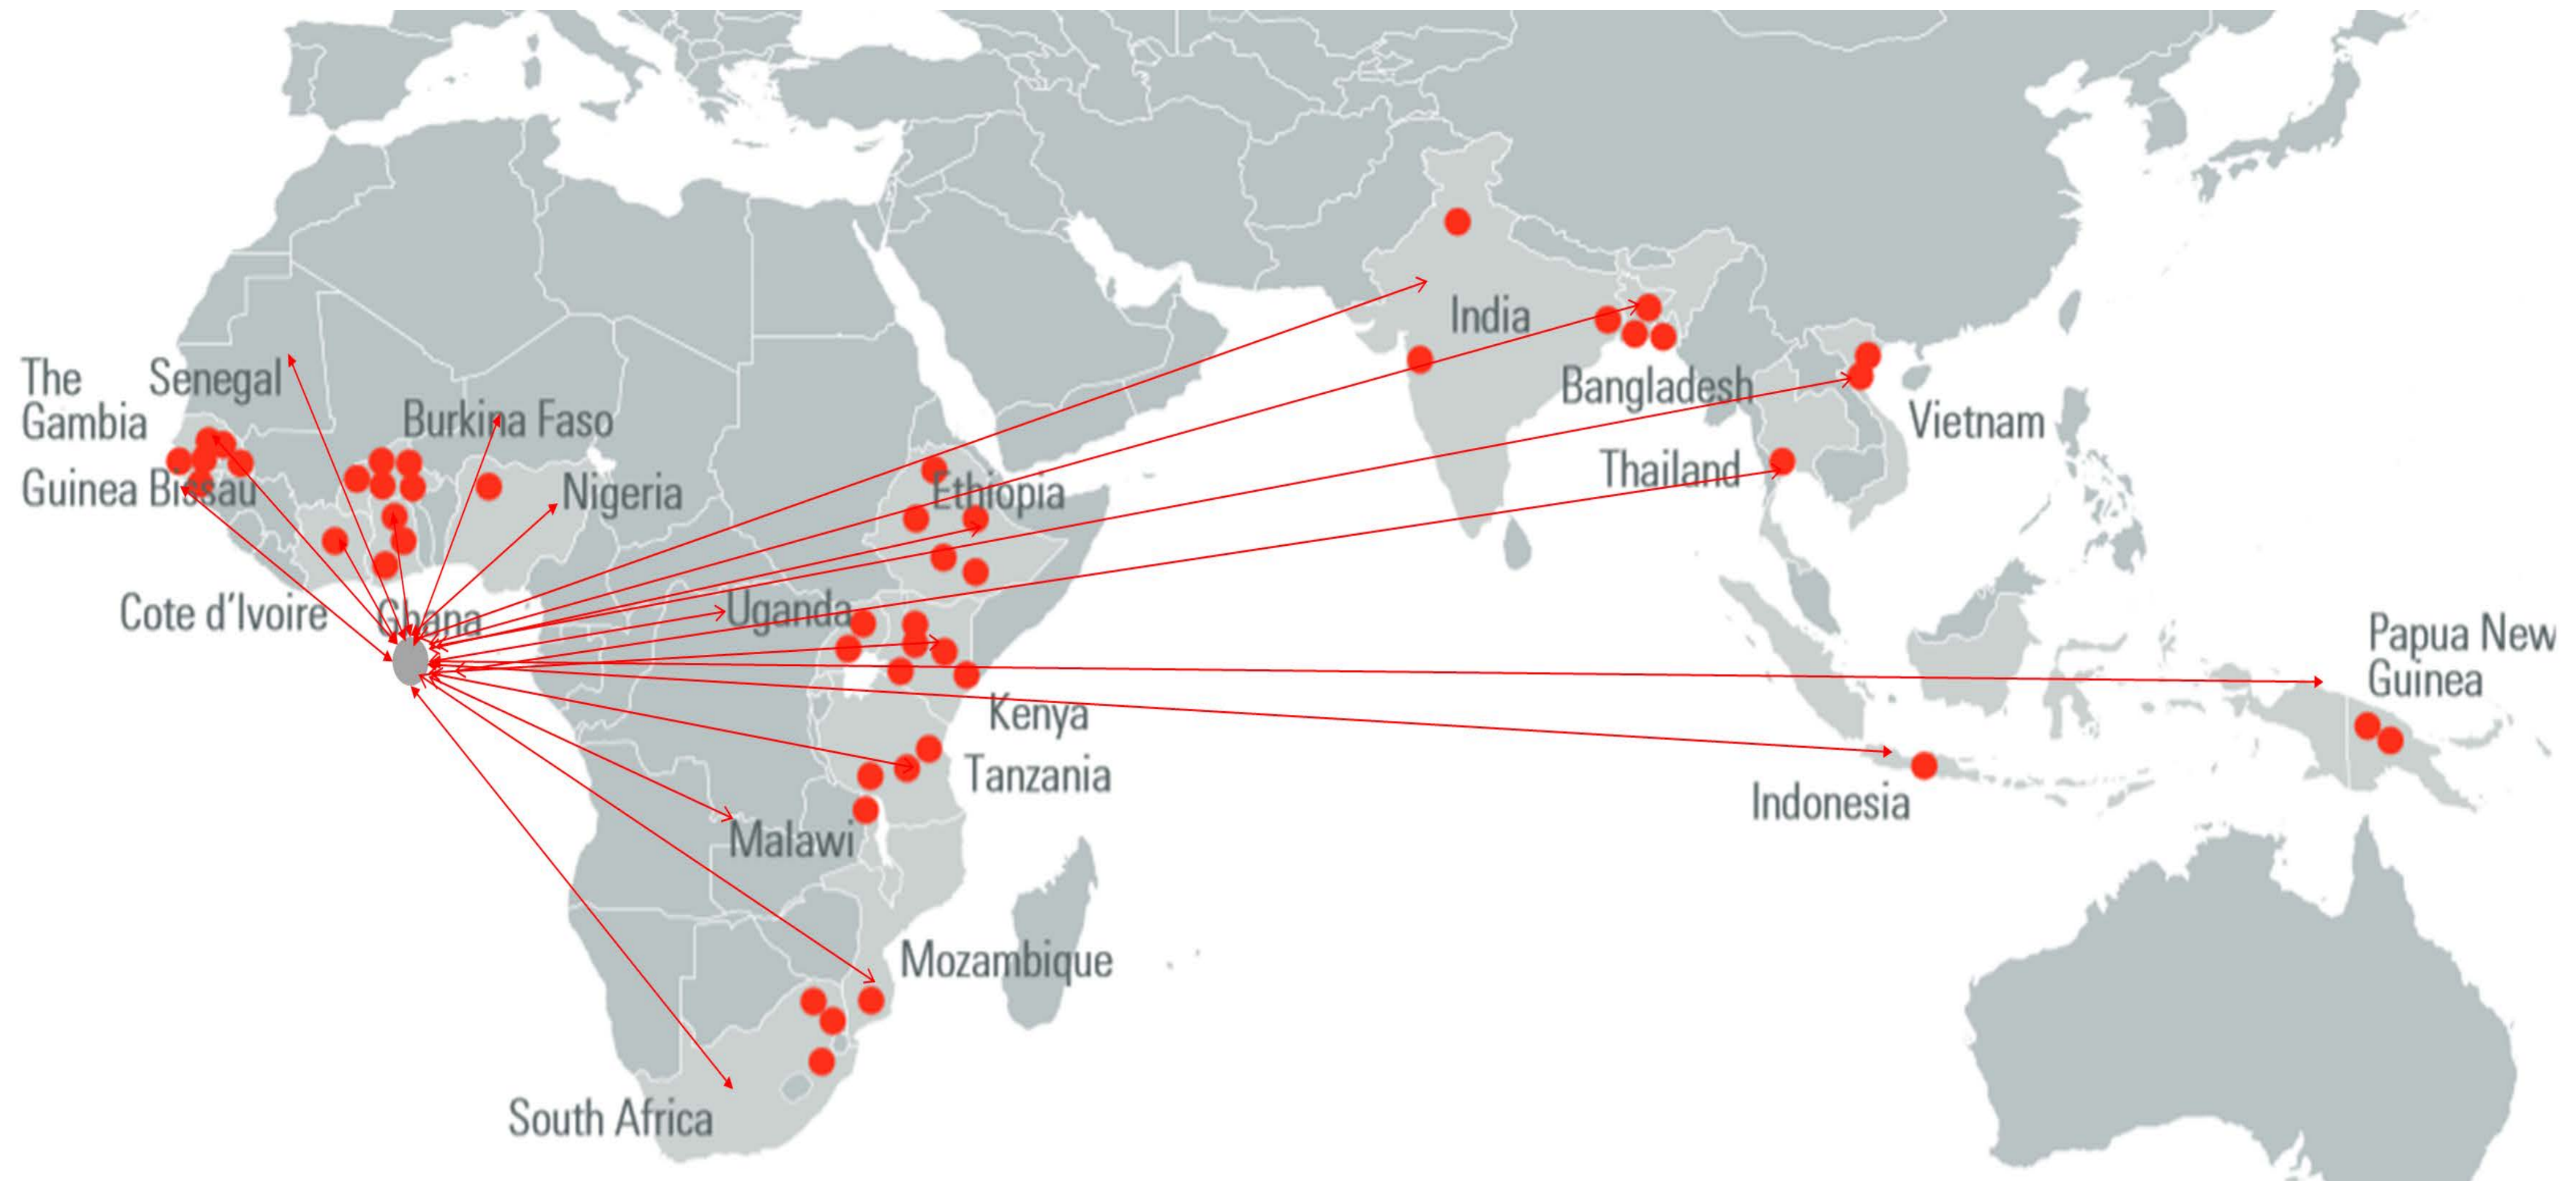 The
Gambia
Senegal
Guinea Bissau
Burkina Faso
Nigeria
Cote d'Ivoire
Ghana
Ethiopia
Uganda
Kenya
Tanzania
Malawi
Mozambique
South Africa
India
Bangladesh
Thailand
Vietnam
Indonesia
Papua New
Guinea